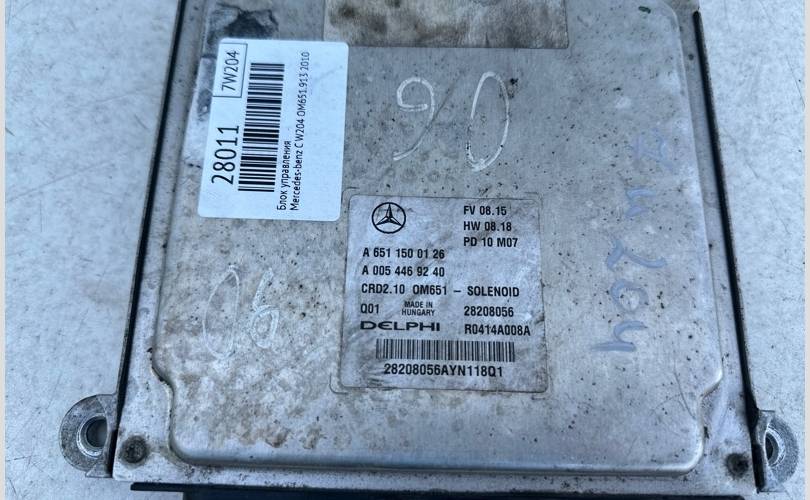 7W204
28011
Блок управления
Mercedes-benz C W204 OM651.913 2010
90
90
W204
FV 08.15
HW 08.18
PD 10 M07
A 651 150 01 26
A 005 446 92 40
CRD2.10 OM651 – SOLENOID
Q01 MADE IN HUNGARY 28208056
DELPHI R0414A008A
28208056AYN118Q1